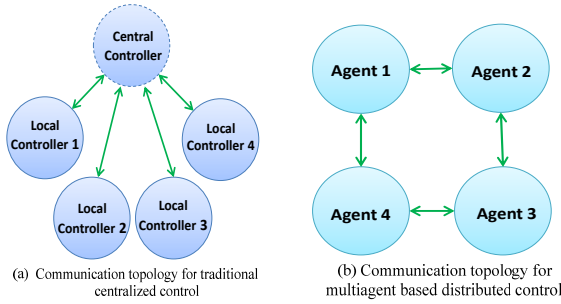 Central
Controller
Local
Controller 1
Local
Controller 4
Local
Controller 2
Local
Controller 3
(a) Communication topology for traditional
centralized control
Agent 1
Agent 2
Agent 4
Agent 3
(b) Communication topology for
multiagent based distributed control